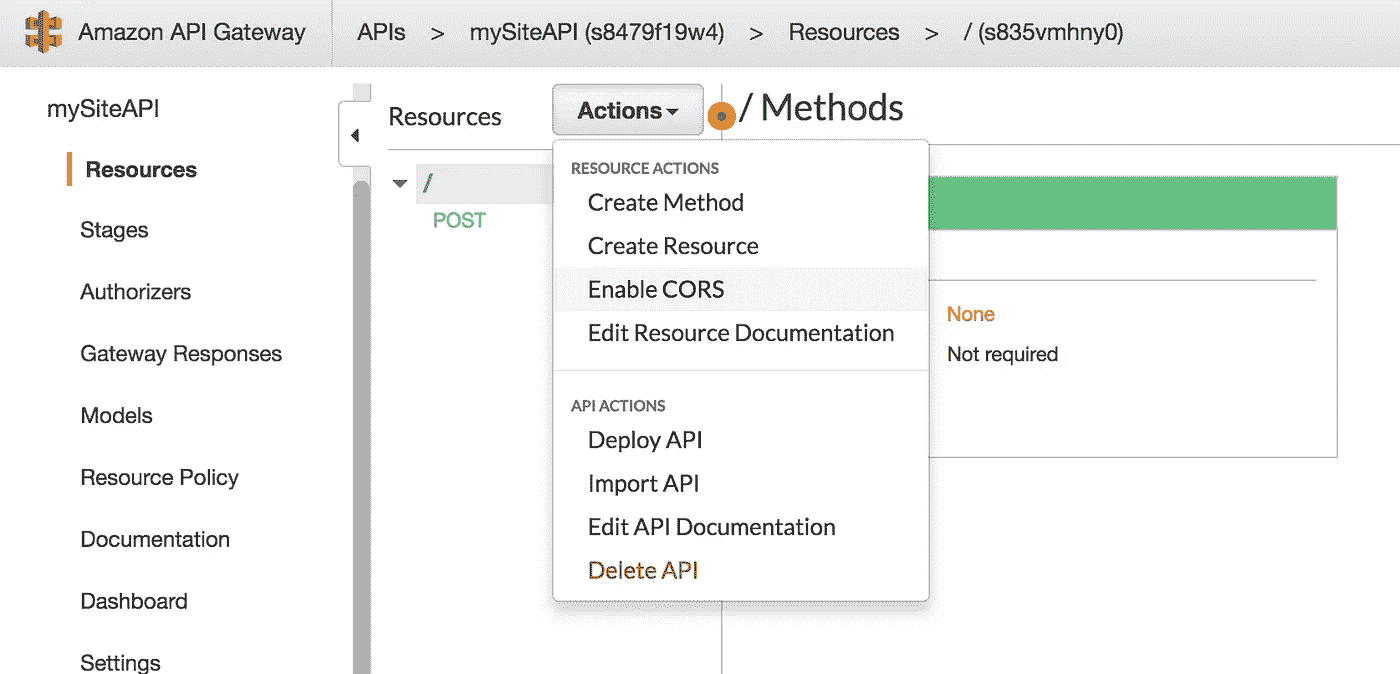 Amazon API Gateway
APIs > mySiteAPI (s8479f19w4) > Resources > / (s835vmhny0)
mySiteAPI
Resources
Stages
Authorizers
Gateway Responses
Models
Resource Policy
Documentation
Dashboard
Settings
Resources
Actions
/
POST
RESOURCE ACTIONS
Create Method
Create Resource
Enable CORS
Edit Resource Documentation
API ACTIONS
Deploy API
Import API
Edit API Documentation
Delete API
/ Methods
None
Not required